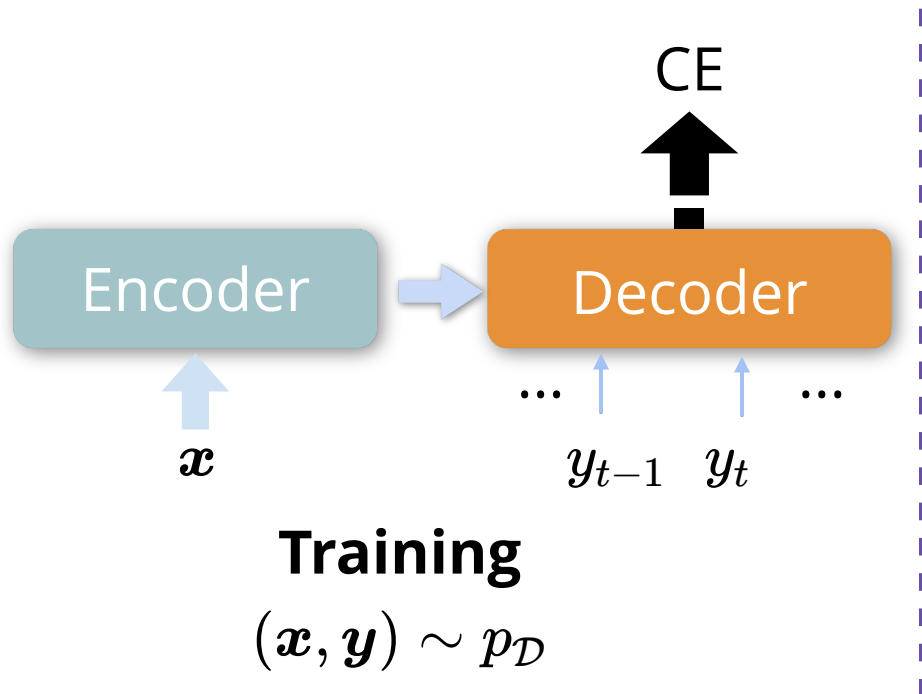 CE
Encoder
Decoder
... ...
x
y_{t−1} y_t
Training
(x, y) ∼ p_𝒟